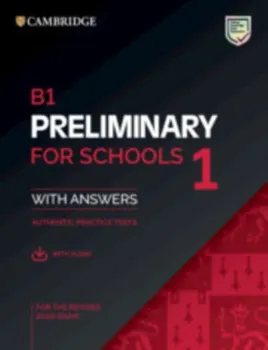 CAMBRIDGE
B1
PRELIMINARY
FOR SCHOOLS 1
WITH ANSWERS
AUTHENTIC PRACTICE TESTS
WITH AUDIO
FOR THE REVISED
2020 EXAM